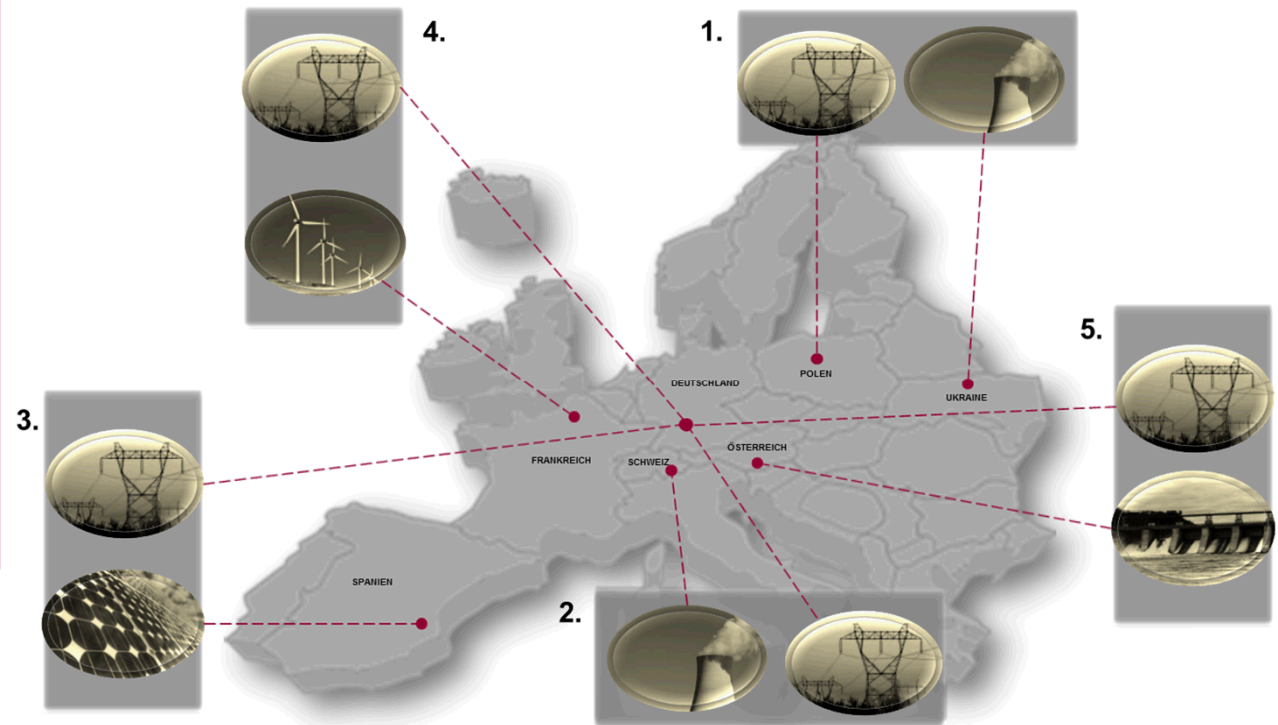 4.
1.
5.
3.
2.
DEUTSCHLAND
POLEN
UKRAINE
FRANKREICH
SCHWEIZ
ÖSTERREICH
SPANIEN